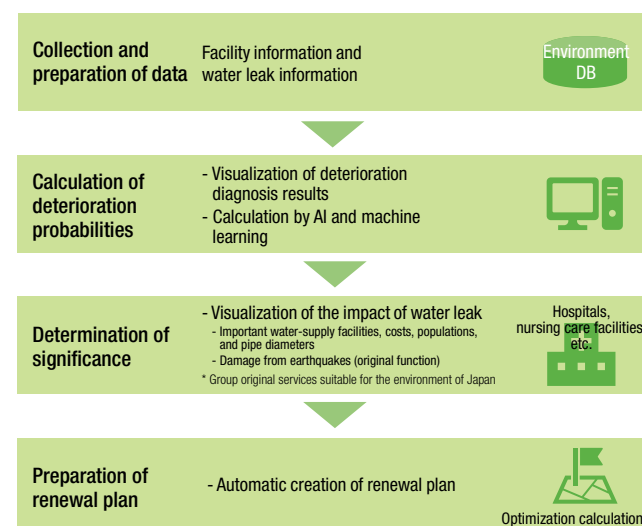 Collection and
preparation of data
Facility information and
water leak information
Environment
DB
Calculation of
deterioration
probabilities
- Visualization of deterioration
diagnosis results
- Calculation by AI and machine
learning
Determination of
significance
- Visualization of the impact of water leak
- Important water-supply facilities, costs, populations,
and pipe diameters
- Damage from earthquakes (original function)
* Group original services suitable for the environment of Japan
Hospitals,
nursing care facilities
etc.
Preparation of
renewal plan
- Automatic creation of renewal plan
Optimization calculation